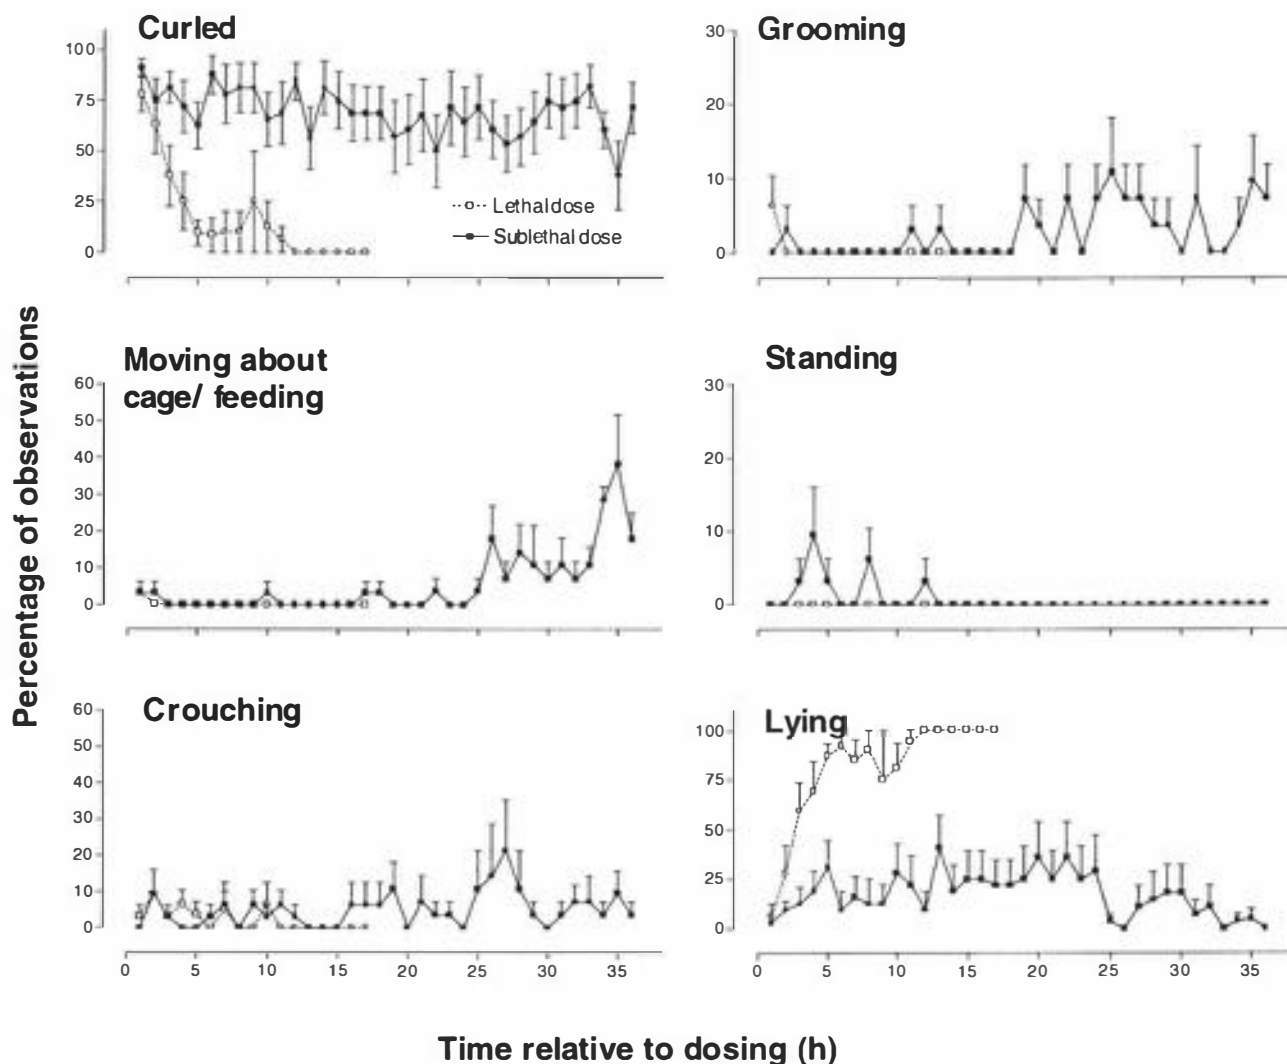 Curled
100
75
50
25
0
Lethal dose
Sublethal dose
Grooming
30
20
10
0
Percentage of observations
Moving about
cage/ feeding
60
50
40
30
20
10
0
Standing
30
20
10
0
Crouching
60
50
40
30
20
10
0
0 5 10 15 20 25 30 35
Lying
100
75
50
25
0
0 5 10 15 20 25 30 35
Time relative to dosing (h)